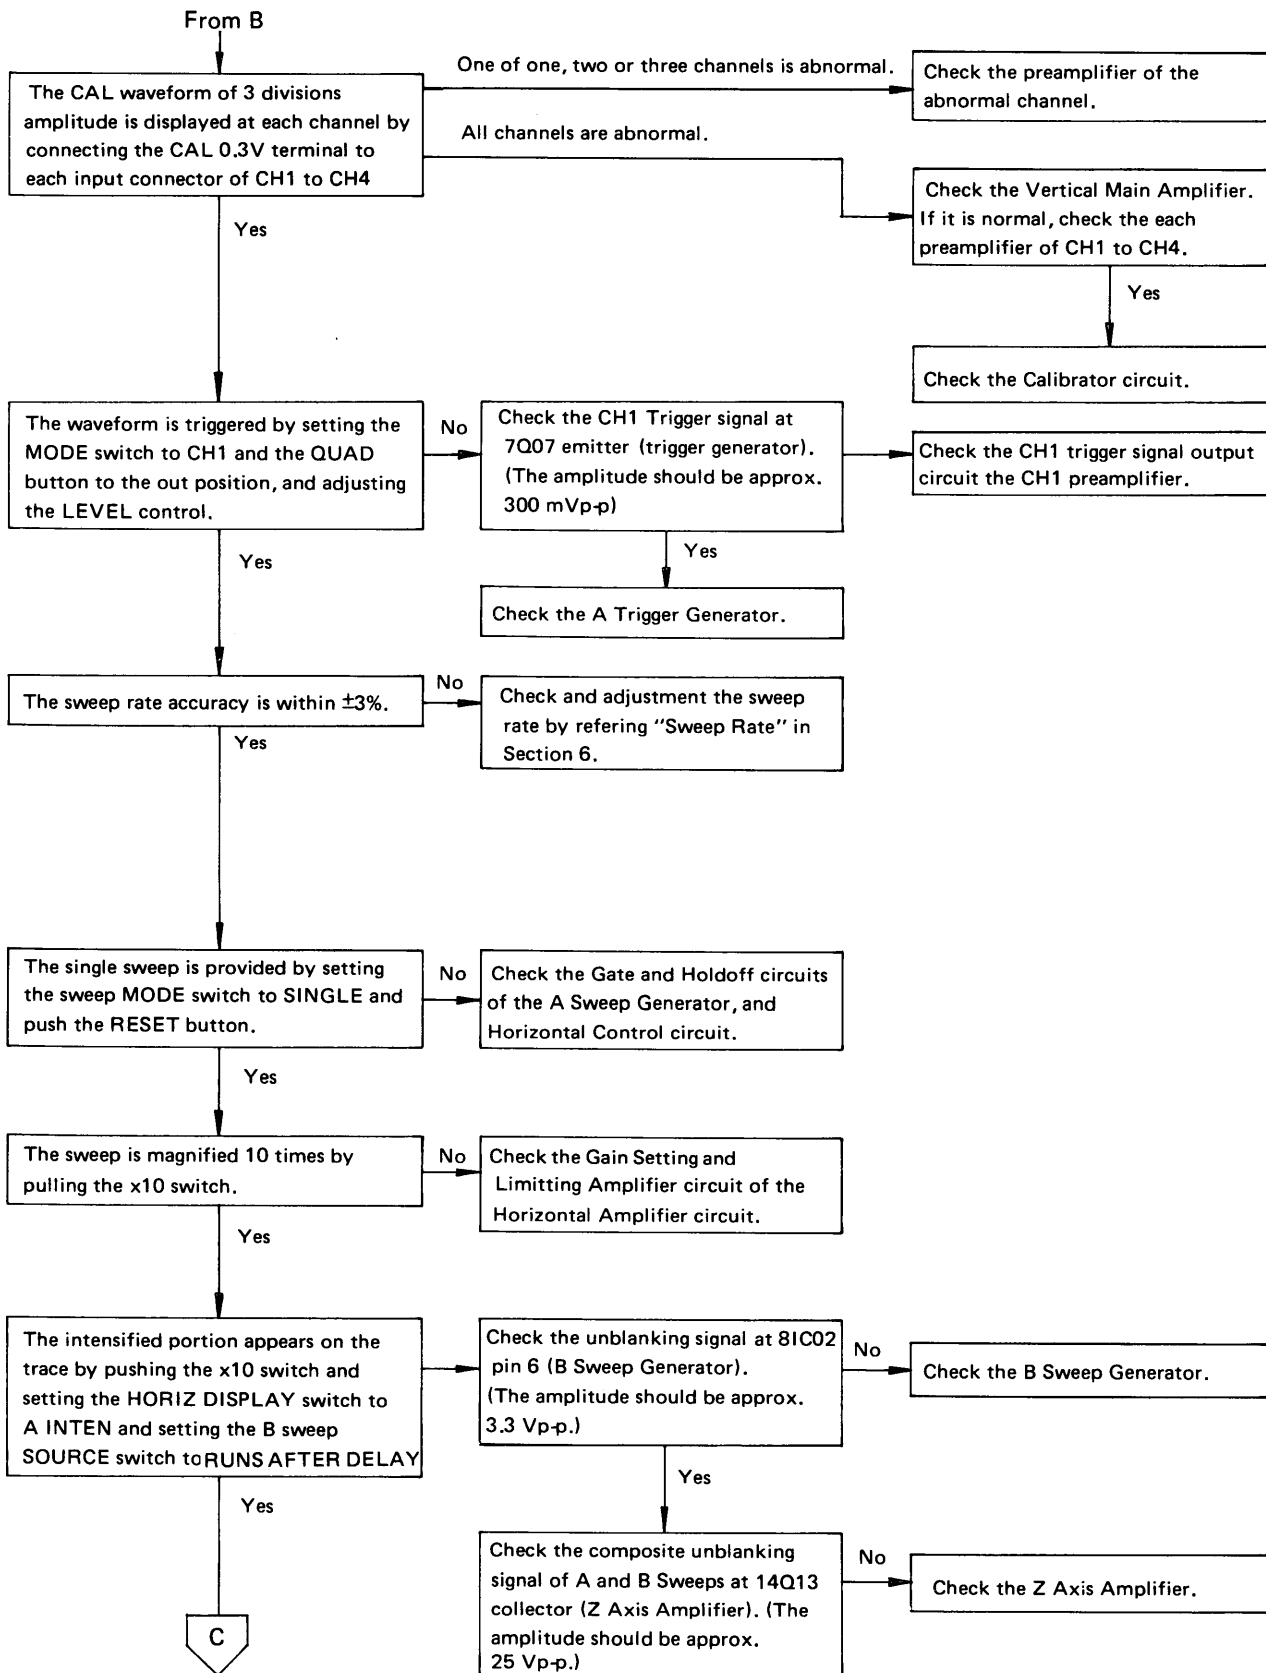 From B
The CAL waveform of 3 divisions
amplitude is displayed at each channel by
connecting the CAL 0.3V terminal to
each input connector of CH1 to CH4
One of one, two or three channels is abnormal.
Check the preamplifier of the
abnormal channel.
All channels are abnormal.
Check the Vertical Main Amplifier.
If it is normal, check the each
preamplifier of CH1 to CH4.
Yes
Yes
Check the Calibrator circuit.
The waveform is triggered by setting the
MODE switch to CH1 and the QUAD
button to the out position, and adjusting
the LEVEL control.
No
Check the CH1 Trigger signal at
7Q07 emitter (trigger generator).
(The amplitude should be approx.
300 mVp-p)
Check the CH1 trigger signal output
circuit the CH1 preamplifier.
Yes
Yes
Check the A Trigger Generator.
The sweep rate accuracy is within ±3%.
No
Check and adjustment the sweep
rate by refering "Sweep Rate" in
Section 6.
Yes
The single sweep is provided by setting
the sweep MODE switch to SINGLE and
push the RESET button.
No
Check the Gate and Holdoff circuits
of the A Sweep Generator, and
Horizontal Control circuit.
Yes
The sweep is magnified 10 times by
pulling the x10 switch.
No
Check the Gain Setting and
Limitting Amplifier circuit of the
Horizontal Amplifier circuit.
Yes
The intensified portion appears on the
trace by pushing the x10 switch and
setting the HORIZ DISPLAY switch to
A INTEN and setting the B sweep
SOURCE switch to RUNS AFTER DELAY
Check the unblanking signal at 8IC02
pin 6 (B Sweep Generator).
(The amplitude should be approx.
3.3 Vp-p.)
No
Check the B Sweep Generator.
Yes
Yes
Check the composite unblanking
signal of A and B Sweeps at 14Q13
collector (Z Axis Amplifier). (The
amplitude should be approx.
25 Vp-p.)
No
Check the Z Axis Amplifier.
C